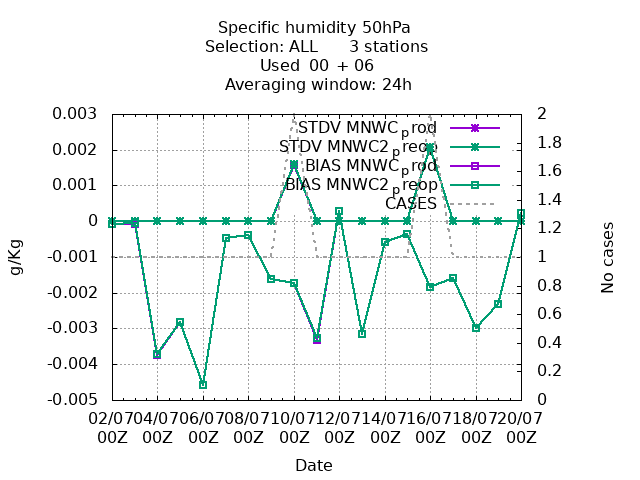 Specific humidity 50hPa
Selection: ALL 3 stations
Used 00 + 06
Averaging window: 24h
0.003
0.002
0.001
0
-0.001
-0.002
-0.003
-0.004
-0.005
g/Kg
STDV MNWC_prod
STDV MNWC2_preop
BIAS MNWC_prod
BIAS MNWC2_preop
CASES
2
1.8
1.6
1.4
1.2
1
0.8
0.6
0.4
0.2
0
No cases
02/07 04/07 06/07 08/07 10/07 12/07 14/07 16/07 18/07 20/07
00Z 00Z 00Z 00Z 00Z 00Z 00Z 00Z 00Z 00Z
Date